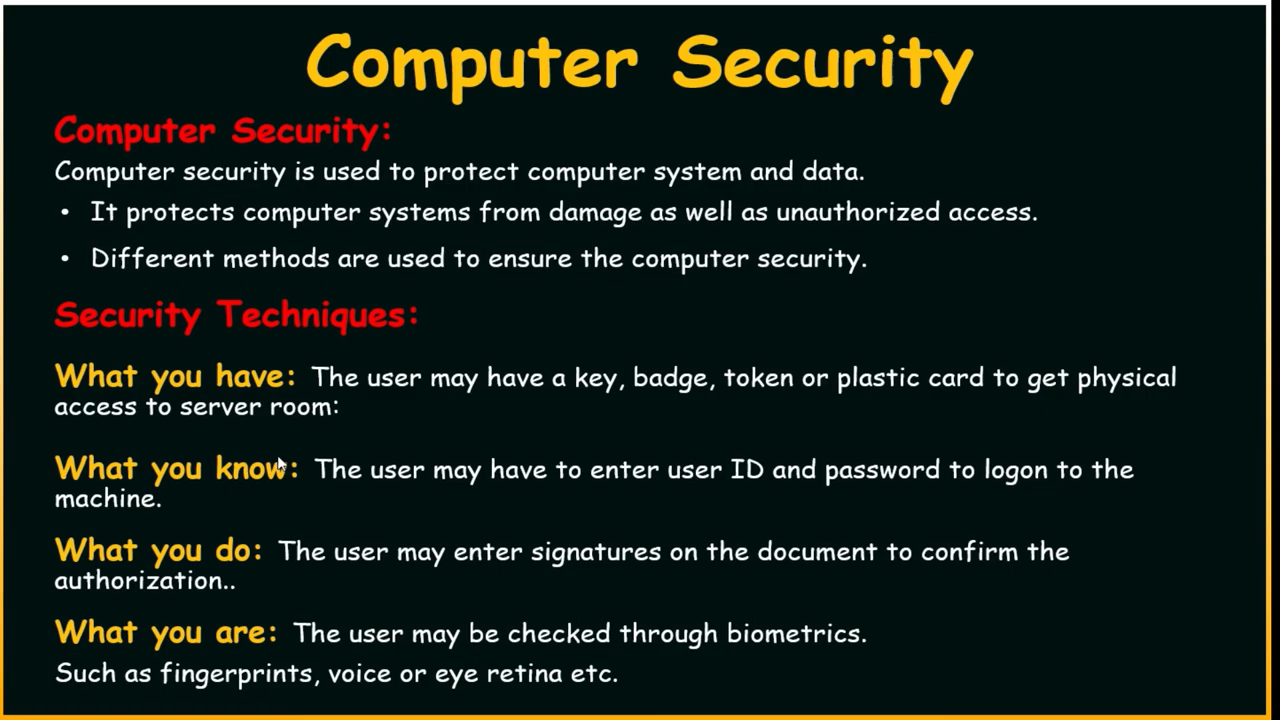 Computer Security
Computer Security:
Computer security is used to protect computer system and data.
• It protects computer systems from damage as well as unauthorized access.
• Different methods are used to ensure the computer security.
Security Techniques:
What you have: The user may have a key, badge, token or plastic card to get physical
access to server room:
What you know: The user may have to enter user ID and password to logon to the
machine.
What you do: The user may enter signatures on the document to confirm the
authorization..
What you are: The user may be checked through biometrics.
Such as fingerprints, voice or eye retina etc.